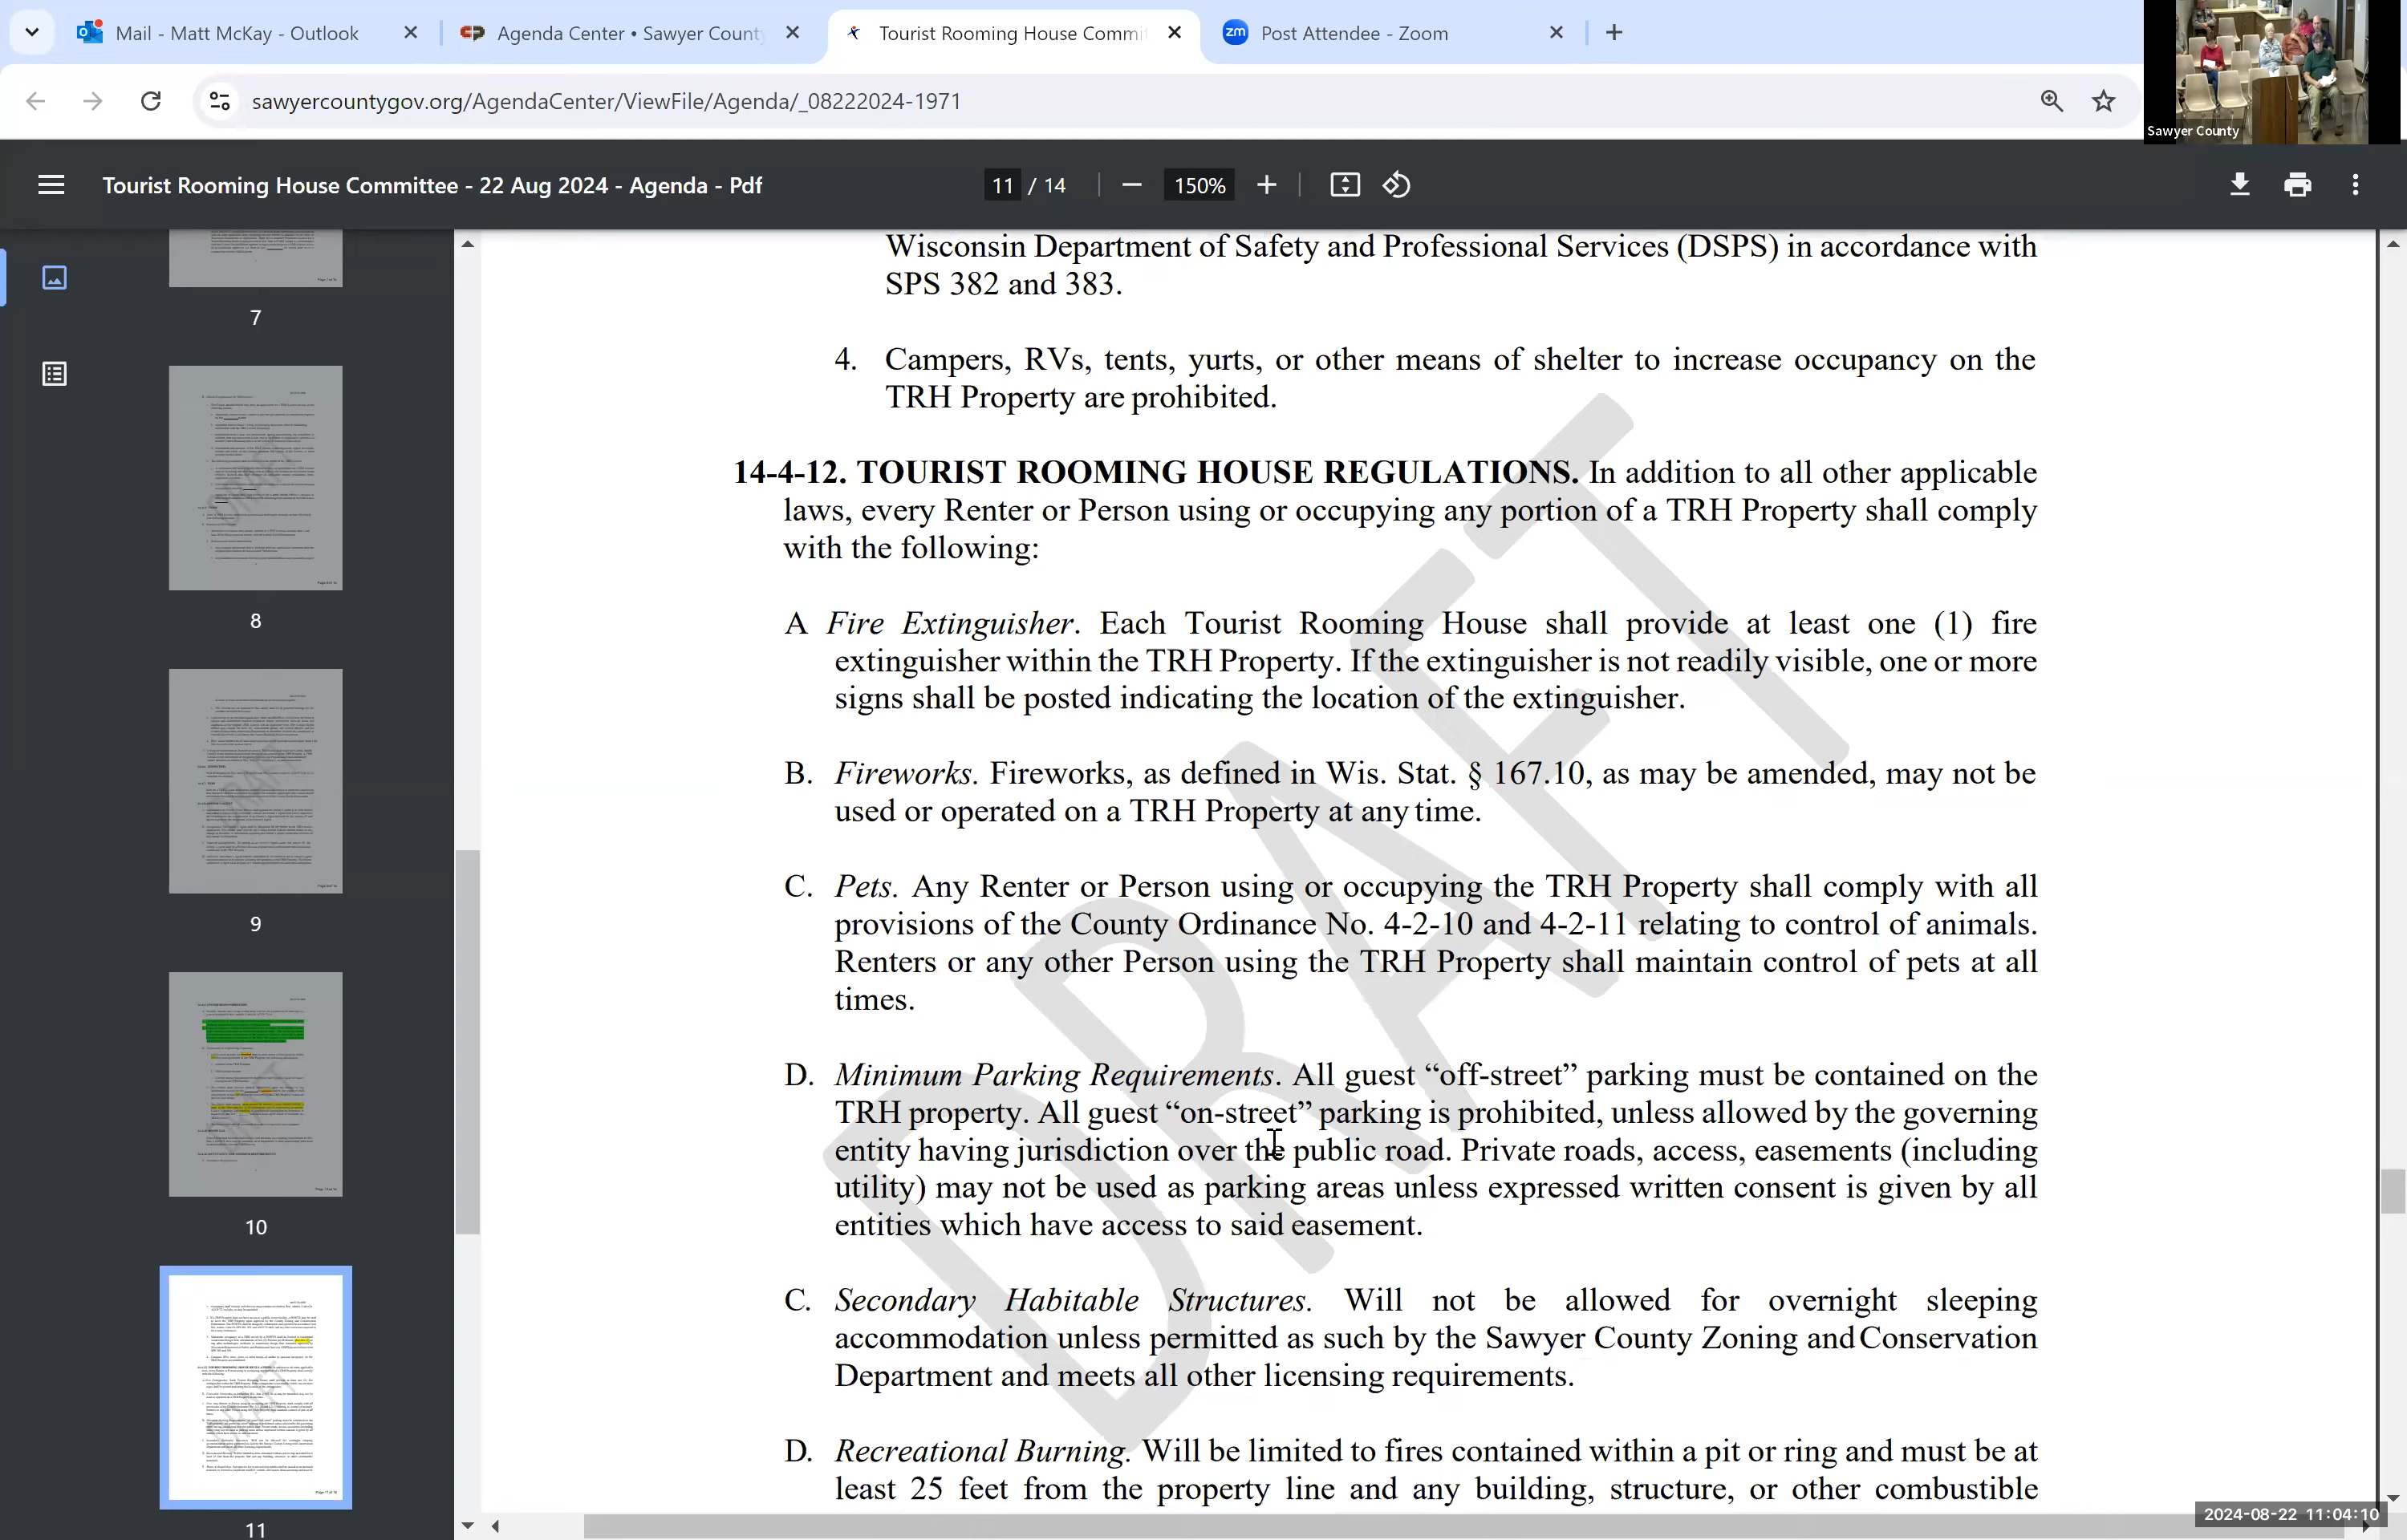 Mail - Matt McKay - Outlook
Agenda Center • Sawyer County
Tourist Rooming House Commit
zm Post Attendee - Zoom
sawyercountygov.org/AgendaCenter/ViewFile/Agenda/_08222024-1971
Sawyer County
Tourist Rooming House Committee - 22 Aug 2024 - Agenda - Pdf
11 / 14
150%
7
8
9
10
11
Wisconsin Department of Safety and Professional Services (DSPS) in accordance with
SPS 382 and 383.
4. Campers, RVs, tents, yurts, or other means of shelter to increase occupancy on the
TRH Property are prohibited.
14-4-12. TOURIST ROOMING HOUSE REGULATIONS. In addition to all other applicable
laws, every Renter or Person using or occupying any portion of a TRH Property shall comply
with the following:
A Fire Extinguisher. Each Tourist Rooming House shall provide at least one (1) fire
extinguisher within the TRH Property. If the extinguisher is not readily visible, one or more
signs shall be posted indicating the location of the extinguisher.
B. Fireworks. Fireworks, as defined in Wis. Stat. § 167.10, as may be amended, may not be
used or operated on a TRH Property at any time.
C. Pets. Any Renter or Person using or occupying the TRH Property shall comply with all
provisions of the County Ordinance No. 4-2-10 and 4-2-11 relating to control of animals.
Renters or any other Person using the TRH Property shall maintain control of pets at all
times.
D. Minimum Parking Requirements. All guest “off-street” parking must be contained on the
TRH property. All guest “on-street” parking is prohibited, unless allowed by the governing
entity having jurisdiction over the public road. Private roads, access, easements (including
utility) may not be used as parking areas unless expressed written consent is given by all
entities which have access to said easement.
C. Secondary Habitable Structures. Will not be allowed for overnight sleeping
accommodation unless permitted as such by the Sawyer County Zoning and Conservation
Department and meets all other licensing requirements.
D. Recreational Burning. Will be limited to fires contained within a pit or ring and must be at
least 25 feet from the property line and any building, structure, or other combustible
DRAFT
2024-08-22 11:04:10